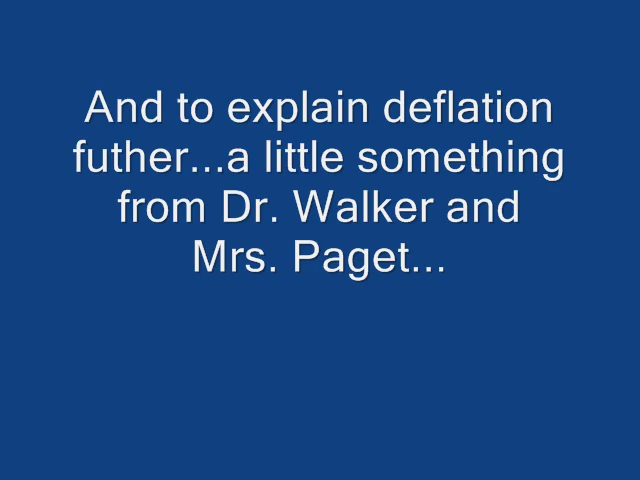 And to explain deflation
futher...a little something
from Dr. Walker and
Mrs. Paget...